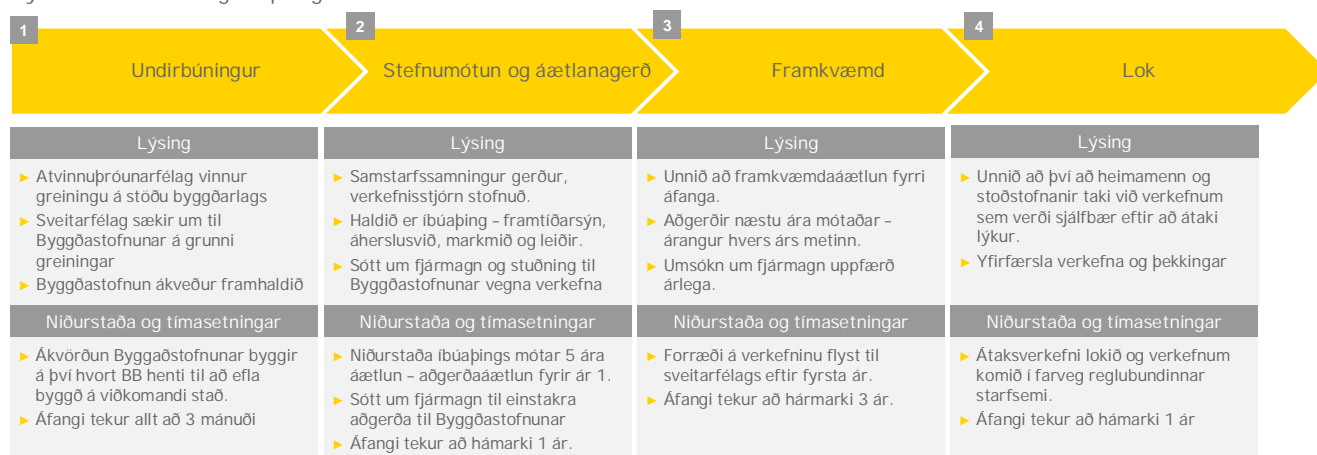 1
Undirbúningur
2
Stefnumótun og áætlanagerð
3
Framkvæmd
4
Lok
Lýsing
► Atvinnuþróunarfélag vinnur
greiningu á stöðu byggðarlags
► Sveitarfélag sækir um til
Byggðastofnunar á grunni
greiningar
► Byggðastofnun ákveður framhaldið
Niðurstaða og tímasetningar
► Ákvörðun Byggaðstofnunar byggir
á því hvort BB henti til að efla
byggð á viðkomandi stað.
► Áfangi tekur allt að 3 mánuði
Lýsing
► Samstarfssamningur gerður,
verkefnisstjórn stofnuð.
► Haldið er íbúaþing – framtíðarsýn,
áherslusvið, markmið og leiðir.
► Sótt um fjármagn og stuðning til
Byggðastofnunar vegna verkefna
Niðurstaða og tímasetningar
► Niðurstaða íbúaþings mótar 5 ára
áætlun – aðgerðaáætlun fyrir ár 1.
► Sótt um fjármagn til einstakra
aðgerða til Byggðastofnunar
► Áfangi tekur að hámarki 1 ár.
Lýsing
► Unnið að framkvæmdaáætlun fyrri
áfanga.
► Aðgerðir næstu ára mótaðar –
árangur hvers árs metinn.
► Umsókn um fjármagn uppfærð
árlega.
Niðurstaða og tímasetningar
► Forræði á verkefninu flyst til
sveitarfélags eftir fyrsta ár.
► Áfangi tekur að hármarki 3 ár.
Lýsing
► Unnið að því að heimamenn og
stoðstofnanir taki við verkefnum
sem verði sjálfbær eftir að átaki
lýkur.
► Yfirfærsla verkefna og þekkingar
Niðurstaða og tímasetningar
► Átaksverkefni lokið og verkefnum
komið í farveg reglubundinnar
starfsemi.
► Áfangi tekur að hámarki 1 ár